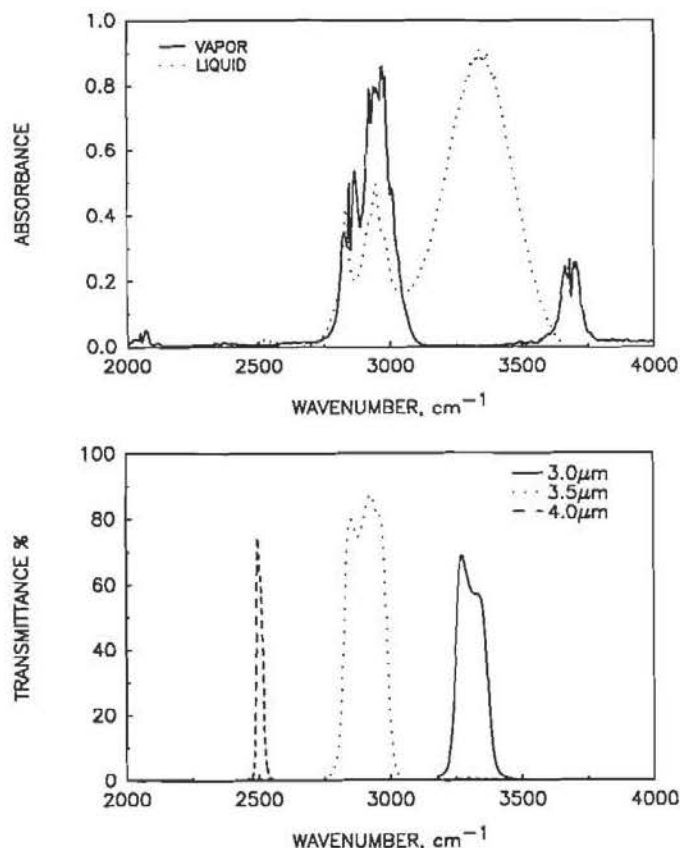 1.0
VAPOR
LIQUID
0.8
0.6
ABSORBANCE
0.4
0.2
0.0
2000 2500 3000 3500 4000
WAVENUMBER, cm−1
100
3.0μm
3.5μm
4.0μm
80
60
TRANSMITTANCE %
40
20
0
2000 2500 3000 3500 4000
WAVENUMBER, cm−1